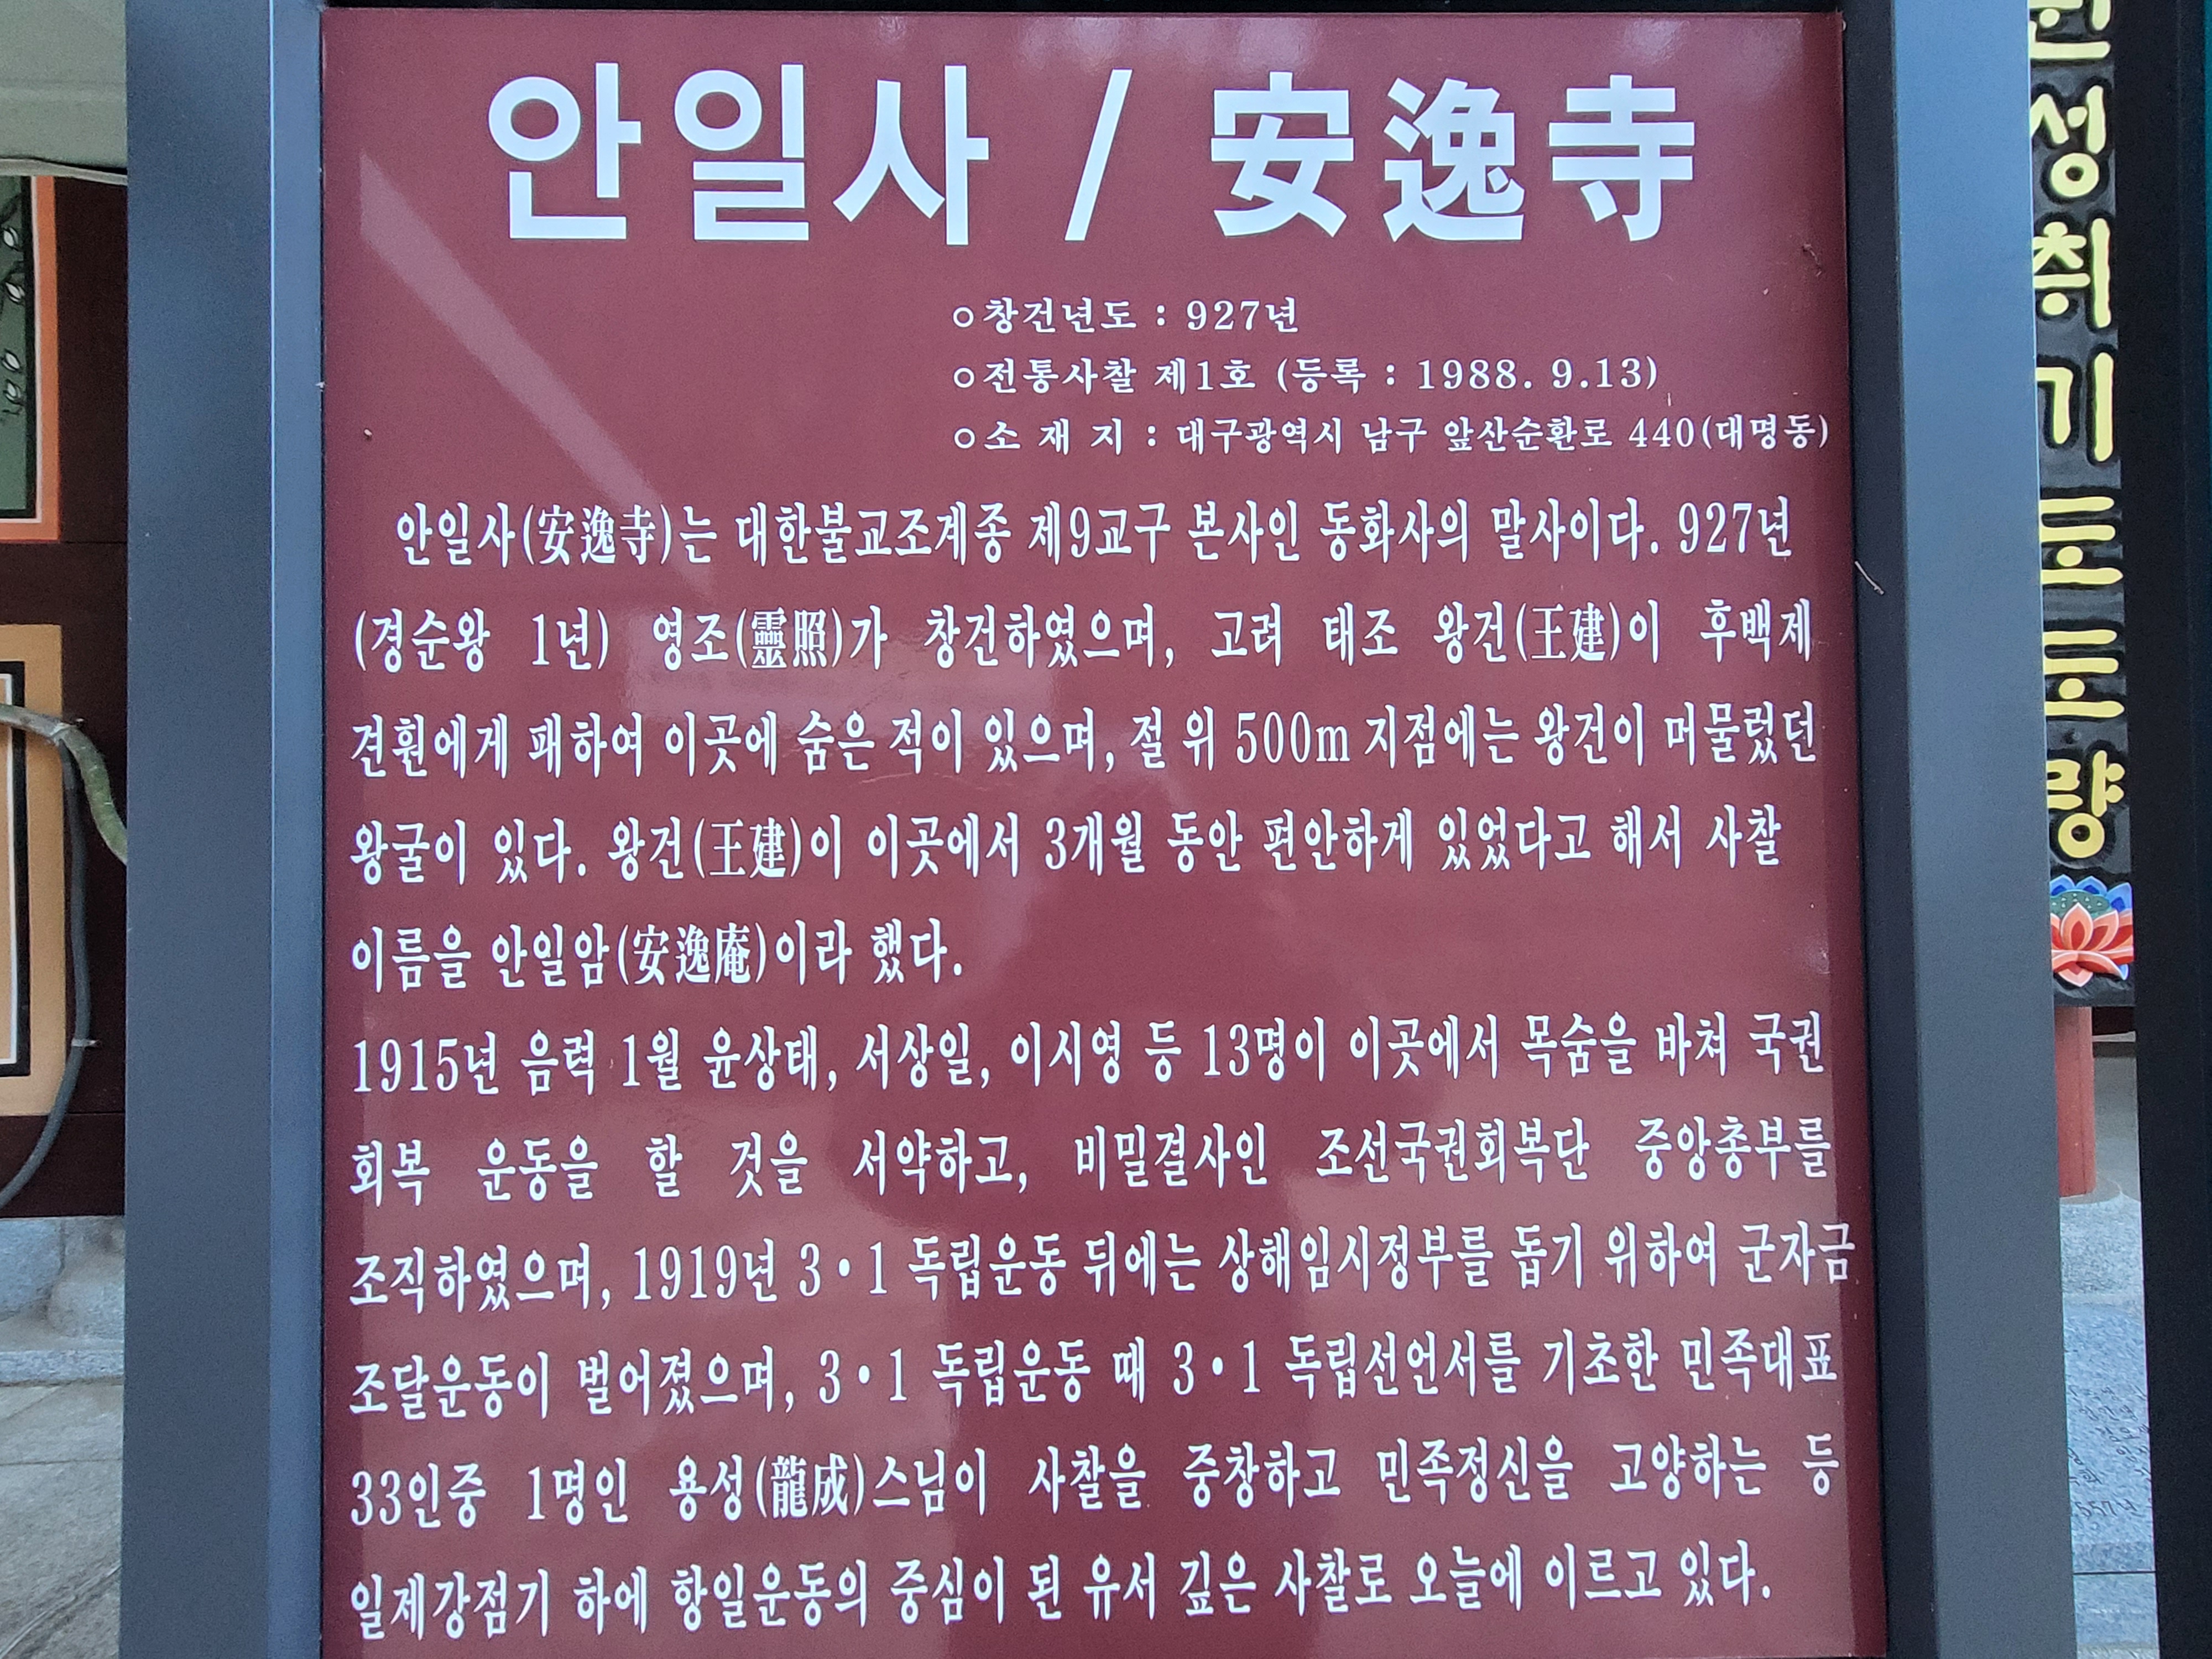 안일사 / 安逸寺
○창건년도 : 927년
○전통사찰 제1호 (등록 : 1988. 9.13)
○소 재 지 : 대구광역시 남구 앞산순환로 440(대명동)
안일사(安逸寺)는 대한불교조계종 제9교구 본사인 동화사의 말사이다. 927년
(경순왕 1년) 영조(靈照)가 창건하였으며, 고려 태조 왕건(王建)이 후백제
견훤에게 패하여 이곳에 숨은 적이 있으며, 절 위 500m 지점에는 왕건이 머물렀던
왕굴이 있다. 왕건(王建)이 이곳에서 3개월 동안 편안하게 있었다고 해서 사찰
이름을 안일암(安逸庵)이라 했다.
1915년 음력 1월 윤상태, 서상일, 이시영 등 13명이 이곳에서 목숨을 바쳐 국권
회복 운동을 할 것을 서약하고, 비밀결사인 조선국권회복단 중앙총부를
조직하였으며, 1919년 3·1 독립운동 뒤에는 상해임시정부를 돕기 위하여 군자금
조달운동이 벌어졌으며, 3·1 독립운동 때 3·1 독립선언서를 기초한 민족대표
33인중 1명인 용성(龍成)스님이 사찰을 중창하고 민족정신을 고양하는 등
일제강점기 하에 항일운동의 중심이 된 유서 깊은 사찰로 오늘에 이르고 있다.
성취기도도량